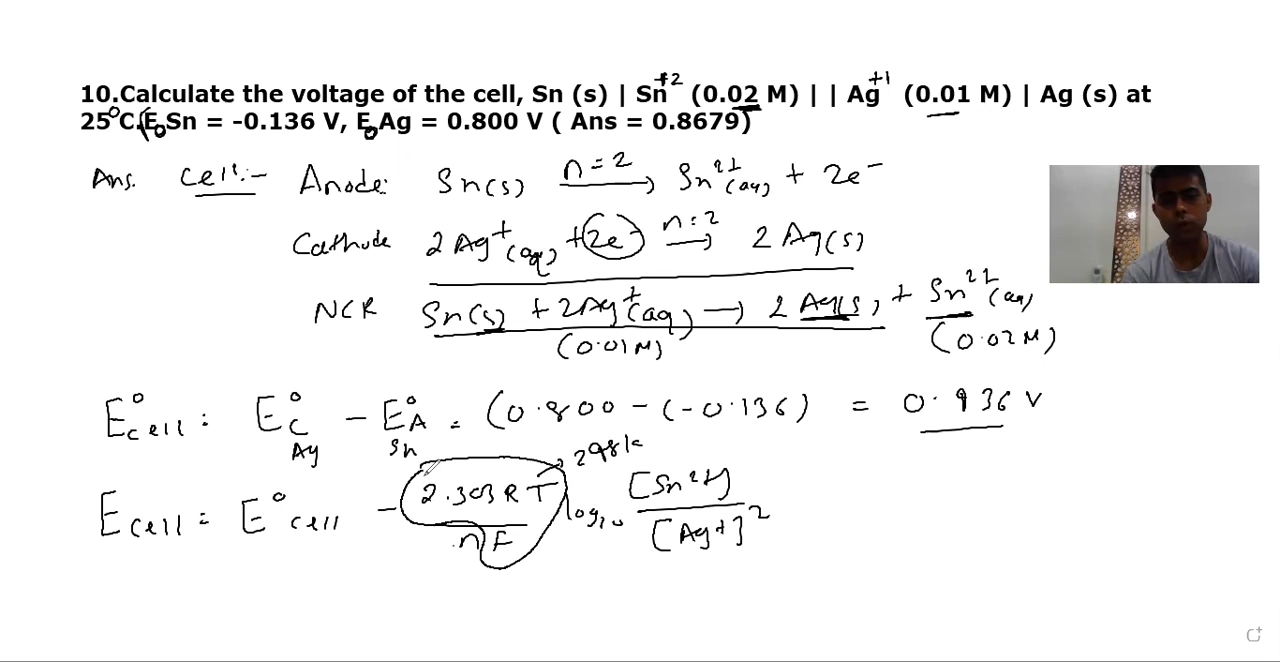 10.Calculate the voltage of the cell, Sn (s) | Sn+2 (0.02 M) | | Ag+1 (0.01 M) | Ag (s) at
25°C.(E₀Sn = -0.136 V, E₀Ag = 0.800 V ( Ans = 0.8679)
Ans. Cell:- Anode: Sn(s) n=2 → Sn²⁺(aq) + 2e⁻
Cathode 2Ag⁺(aq) + 2e⁻ n=2 → 2Ag(s)
NCR Sn(s) + 2Ag⁺(aq) → 2Ag(s) + Sn²⁺(aq)
(0.01M) (0.02M)
E°cell = E°C - E°A = (0.800 - (-0.136) = 0.936 V
Ag Sn 298K
Ecell = E°cell - 2.303RT/nF log₁₀ [Sn²⁺]/[Ag⁺]²